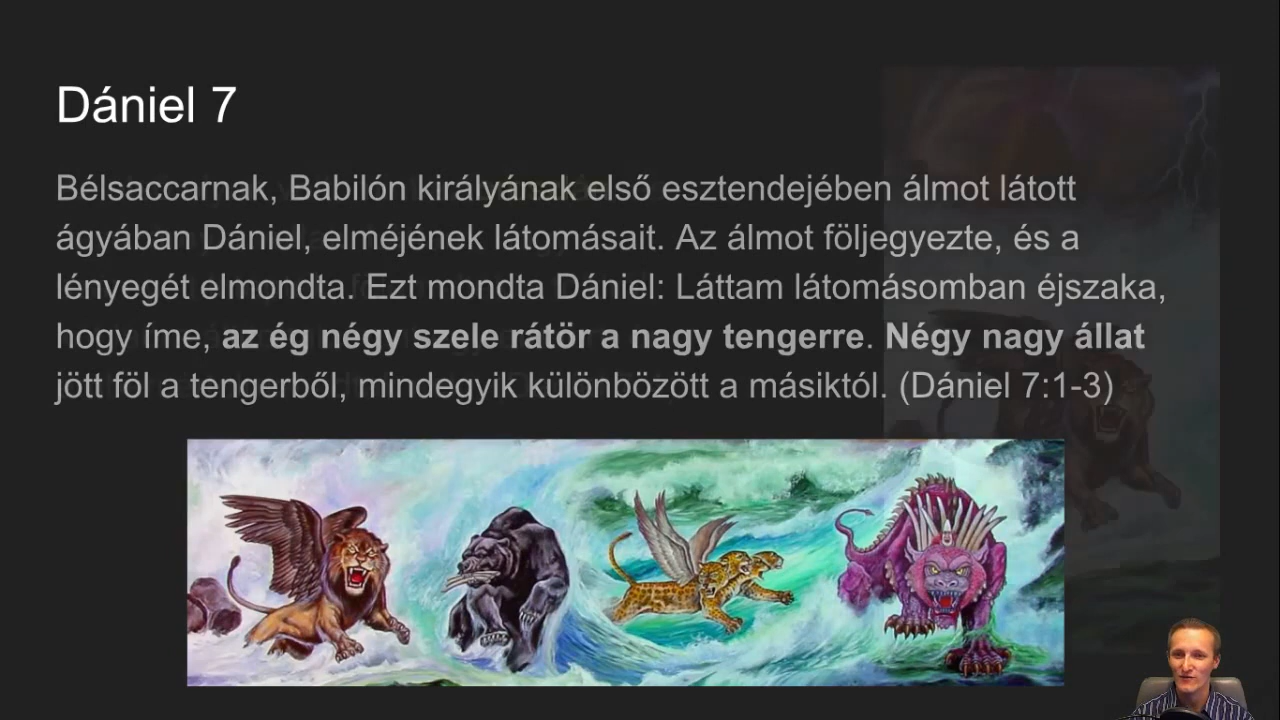 Dániel 7
Bélsaccarnak, Babilón királyának első esztendejében álmot látott
ágyában Dániel, elméjének látomásait. Az álmot följegyezte, és a
lényegét elmondta. Ezt mondta Dániel: Láttam látomásomban éjszaka,
hogy íme, az ég négy szele rátör a nagy tengerre. Négy nagy állat
jött föl a tengerből, mindegyik különbözött a másiktól. (Dániel 7:1-3)